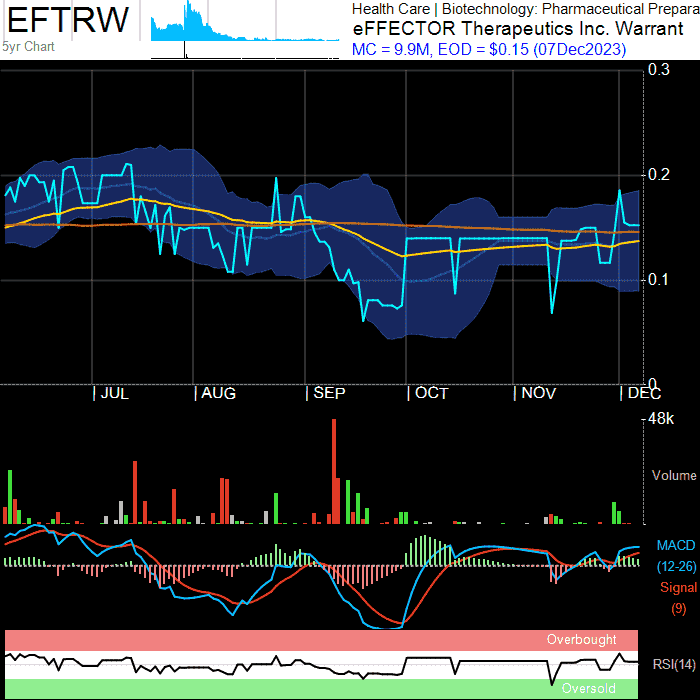 EFTRW
5yr Chart
Health Care | Biotechnology: Pharmaceutical Prepara
eFFECTOR Therapeutics Inc. Warrant
MC = 9.9M, EOD = $0.15 (07Dec2023)
0.3
0.2
0.1
0
| JUL | AUG | SEP | OCT | NOV | DEC
48k
Volume
MACD
(12-26)
Signal
(9)
Overbought
RSI(14)
Oversold